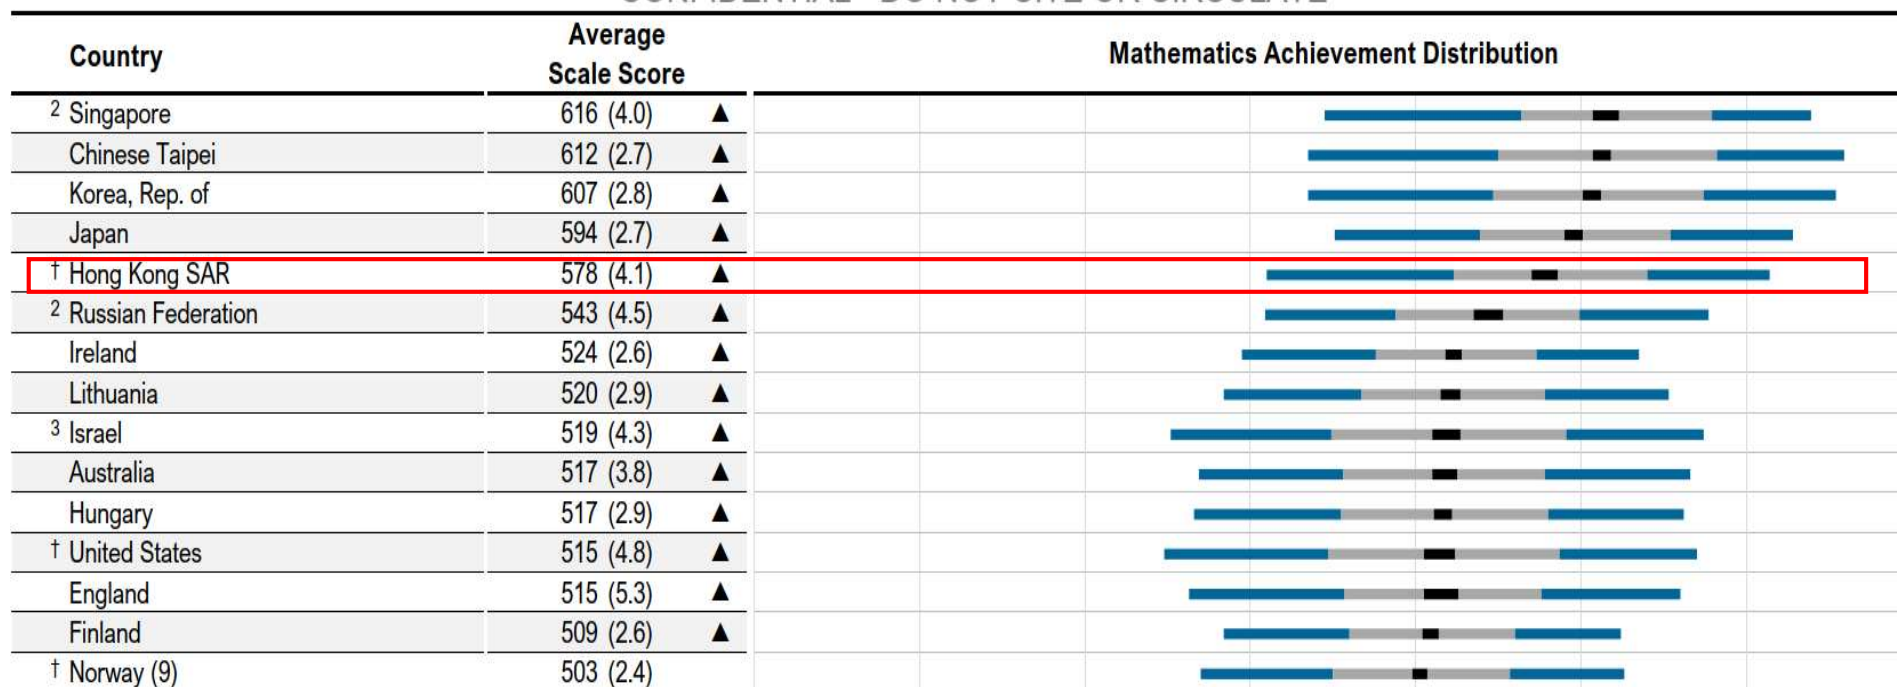 Country Average Scale Score Mathematics Achievement Distribution
2 Singapore 616 (4.0) ▲
Chinese Taipei 612 (2.7) ▲
Korea, Rep. of 607 (2.8) ▲
Japan 594 (2.7) ▲
† Hong Kong SAR 578 (4.1) ▲
2 Russian Federation 543 (4.5) ▲
Ireland 524 (2.6) ▲
Lithuania 520 (2.9) ▲
3 Israel 519 (4.3) ▲
Australia 517 (3.8) ▲
Hungary 517 (2.9) ▲
† United States 515 (4.8) ▲
England 515 (5.3) ▲
Finland 509 (2.6) ▲
† Norway (9) 503 (2.4)